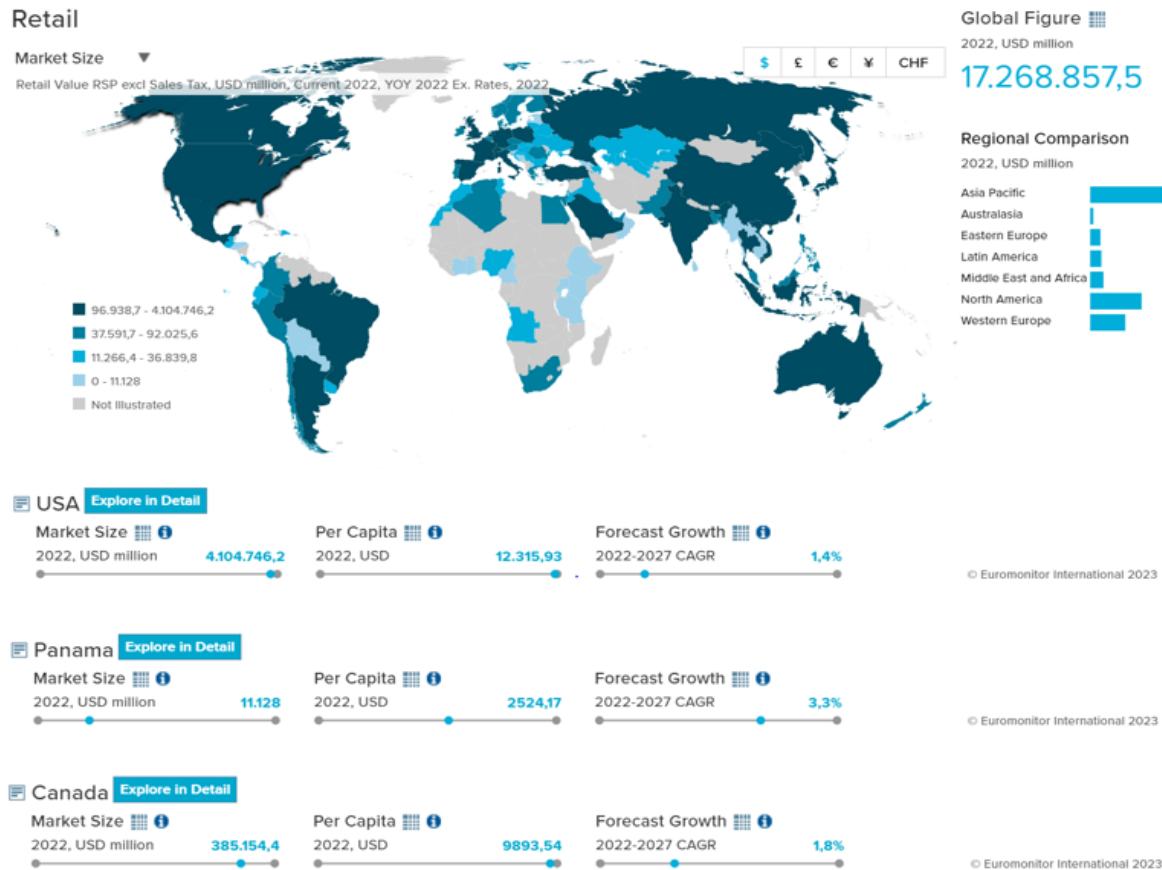 Retail
Market Size
Retail Value RSP excl Sales Tax, USD million, Current 2022, YOY 2022 Ex. Rates, 2022
$ £ € ¥ CHF
Global Figure
2022, USD million
17.268.857,5
Regional Comparison
2022, USD million
Asia Pacific
Australasia
Eastern Europe
Latin America
Middle East and Africa
North America
Western Europe
96.938,7 - 4.104.746,2
37.591,7 - 92.025,6
11.266,4 - 36.839,8
0 - 11.128
Not Illustrated
USA Explore in Detail
Market Size Per Capita Forecast Growth
2022, USD million 4.104.746,2 2022, USD 12.315,93 2022-2027 CAGR 1,4%
© Euromonitor International 2023
Panama Explore in Detail
Market Size Per Capita Forecast Growth
2022, USD million 11.128 2022, USD 2524,17 2022-2027 CAGR 3,3%
© Euromonitor International 2023
Canada Explore in Detail
Market Size Per Capita Forecast Growth
2022, USD million 385.154,4 2022, USD 9893,54 2022-2027 CAGR 1,8%
© Euromonitor International 2023